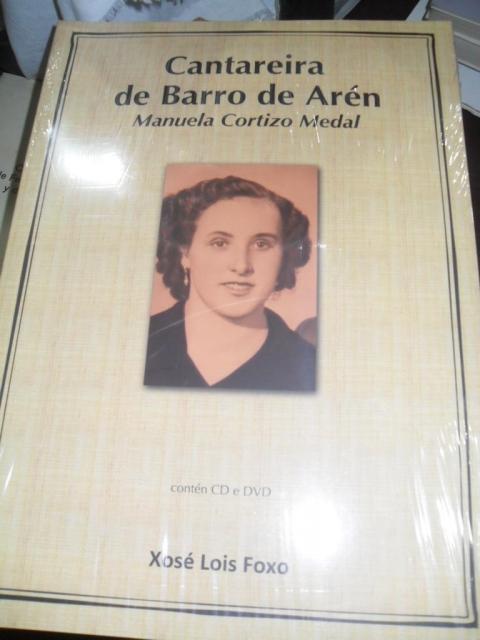 Cantareira
de Barro de Arén
Manuela Cortizo Medal
contén CD e DVD
Xosé Lois Foxo